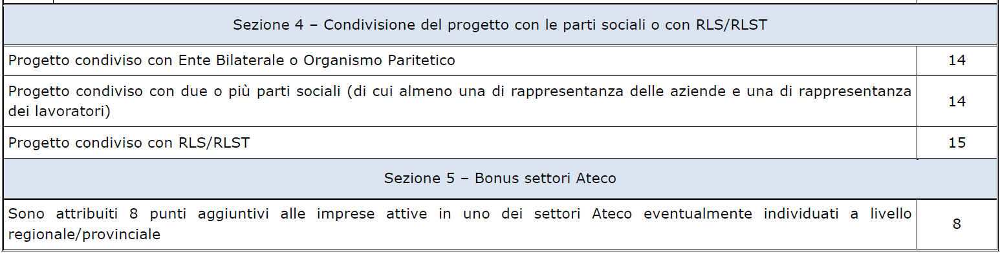 Sezione 4 – Condivisione del progetto con le parti sociali o con RLS/RLST
Progetto condiviso con Ente Bilaterale o Organismo Paritetico 14
Progetto condiviso con due o più parti sociali (di cui almeno una di rappresentanza delle aziende e una di rappresentanza
dei lavoratori) 14
Progetto condiviso con RLS/RLST 15
Sezione 5 – Bonus settori Ateco
Sono attribuiti 8 punti aggiuntivi alle imprese attive in uno dei settori Ateco eventualmente individuati a livello
regionale/provinciale 8